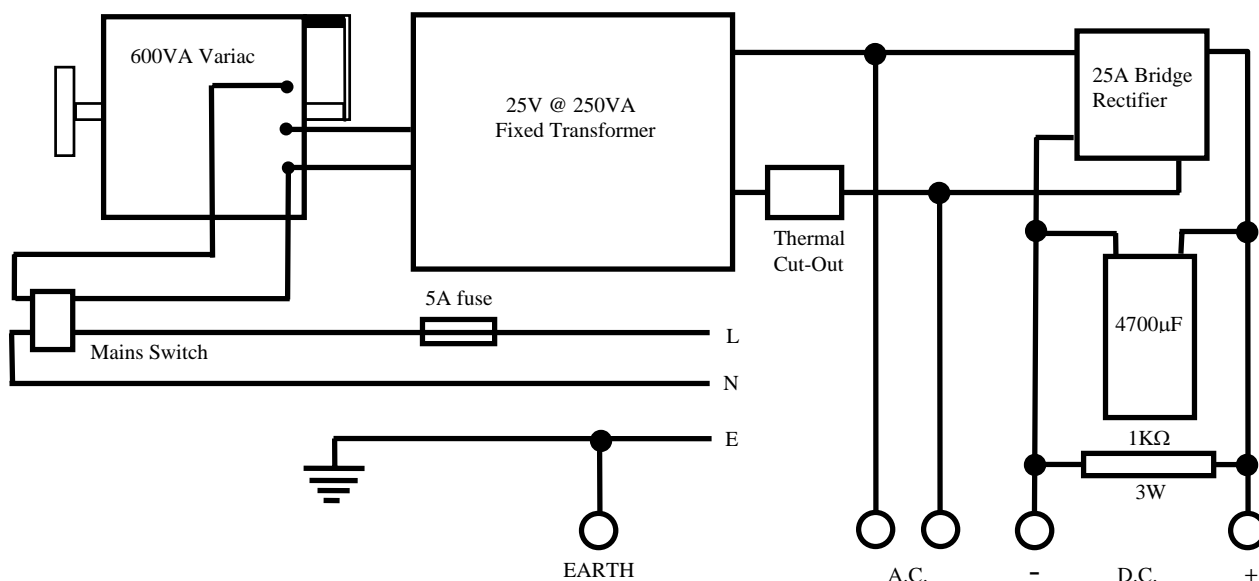 600VA Variac
25V @ 250VA
Fixed Transformer
25A Bridge
Rectifier
Thermal
Cut-Out
5A fuse
4700μF
Mains Switch
L
N
E
1KΩ
3W
EARTH
A.C.
-
D.C.
+